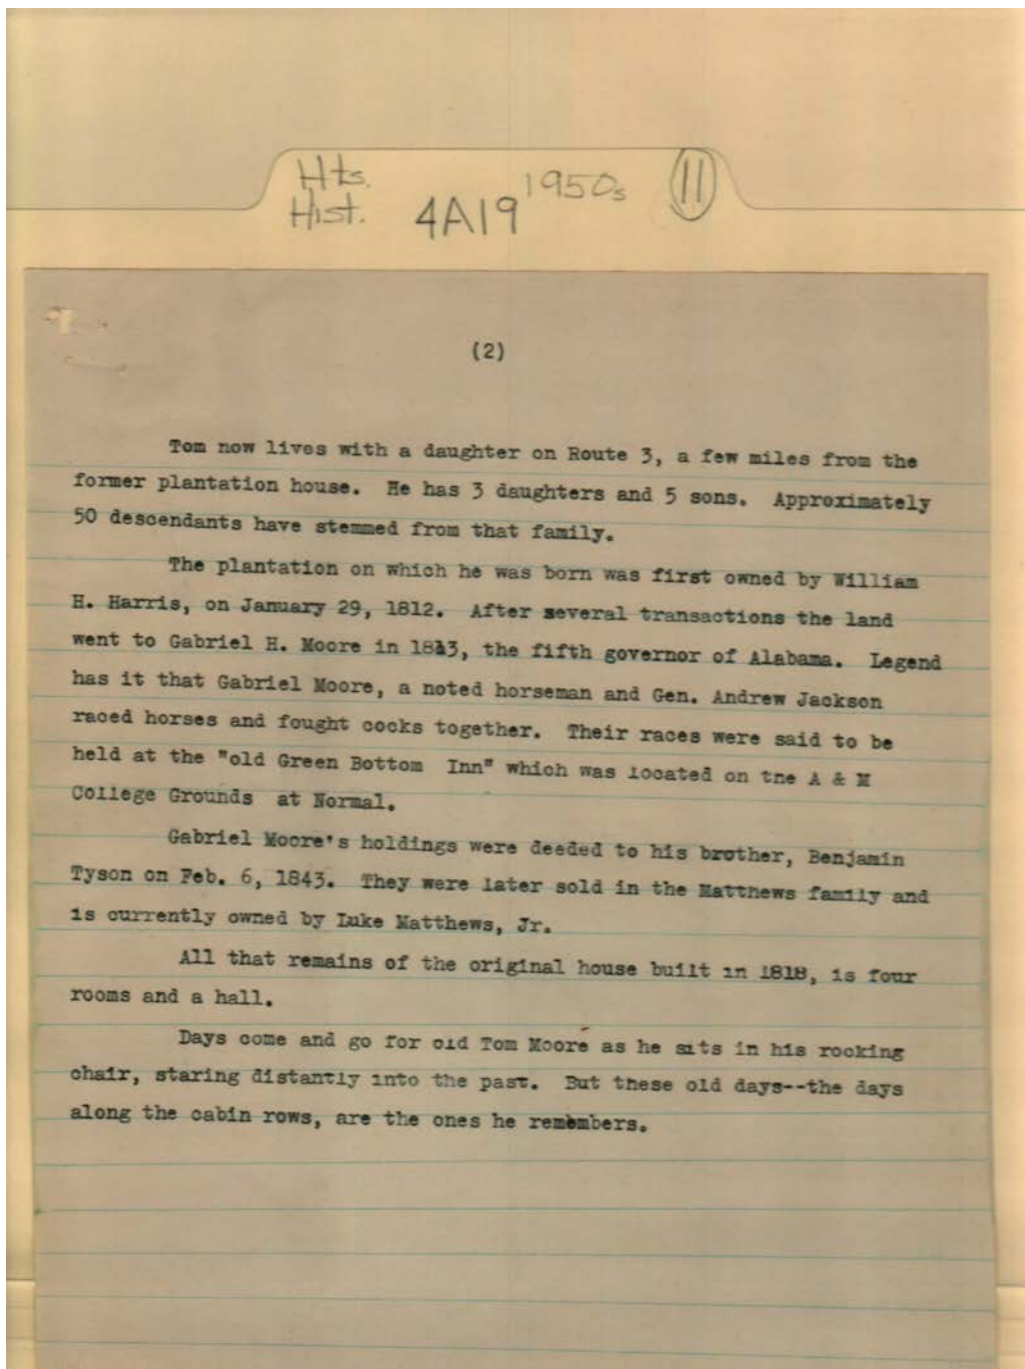 Hts. 1950s 11
Hist. 4A19
(2)
Tom now lives with a daughter on Route 3, a few miles from the
former plantation house. He has 3 daughters and 5 sons. Approximately
50 descendants have stemmed from that family.
The plantation on which he was born was first owned by William
H. Harris, on January 29, 1812. After several transactions the land
went to Gabriel H. Moore in 1813, the fifth governor of Alabama. Legend
has it that Gabriel Moore, a noted horseman and Gen. Andrew Jackson
raced horses and fought cocks together. Their races were said to be
held at the "old Green Bottom Inn" which was located on the A & M
College Grounds at Normal.
Gabriel Moore's holdings were deeded to his brother, Benjamin
Tyson on Feb. 6, 1843. They were later sold in the Matthews family and
is currently owned by Luke Matthews, Jr.
All that remains of the original house built in 1818, is four
rooms and a hall.
Days come and go for old Tom Moore as he sits in his rocking
chair, staring distantly into the past. But these old days--the days
along the cabin rows, are the ones he remembers.